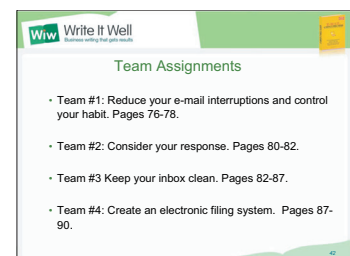 Wiw Write It Well
Business writing that gets results
Team Assignments
• Team #1: Reduce your e-mail interruptions and control
your habit. Pages 76-78.
• Team #2: Consider your response. Pages 80-82.
• Team #3 Keep your inbox clean. Pages 82-87.
• Team #4: Create an electronic filing system. Pages 87-
90.
42